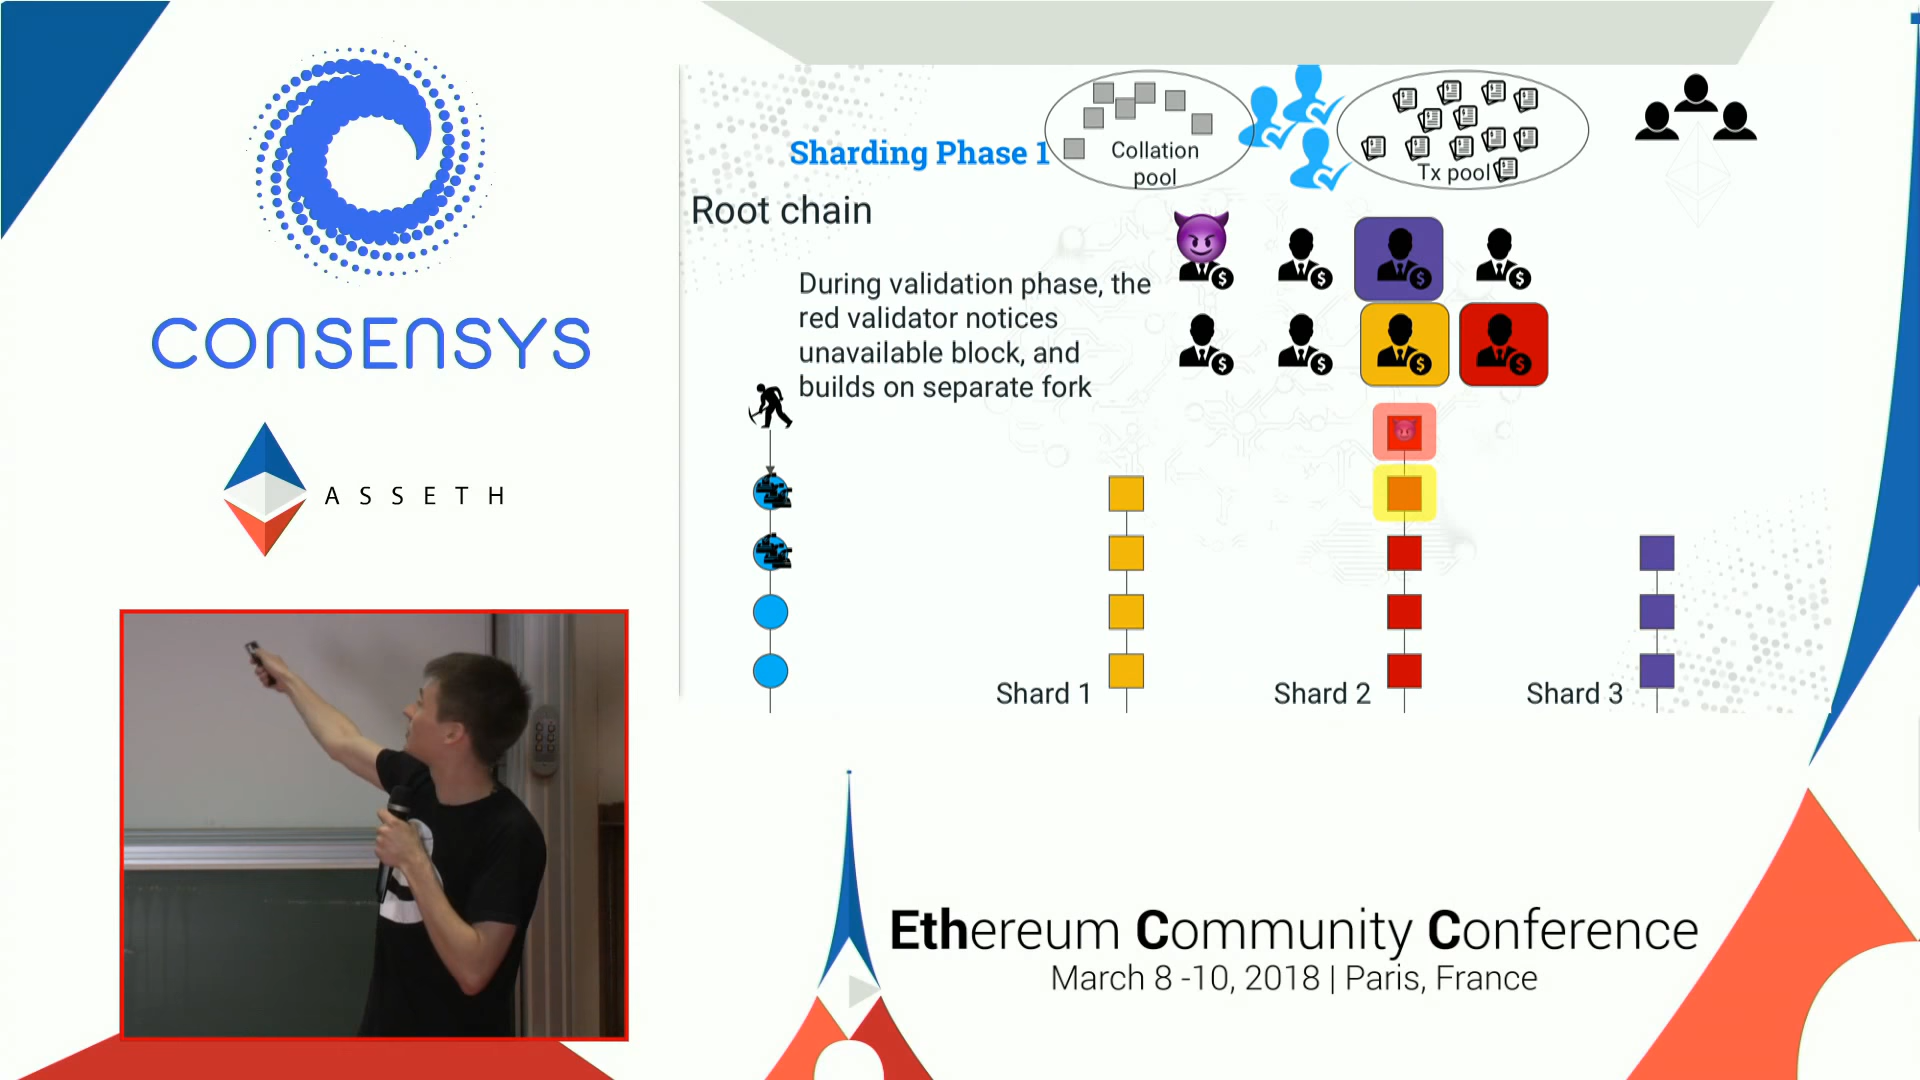 CONSENSYS
ASSETH
Sharding Phase 1
Collation
pool
Tx pool
Root chain
During validation phase, the
red validator notices
unavailable block, and
builds on separate fork
Shard 1
Shard 2
Shard 3
Ethereum Community Conference
March 8 -10, 2018 | Paris, France